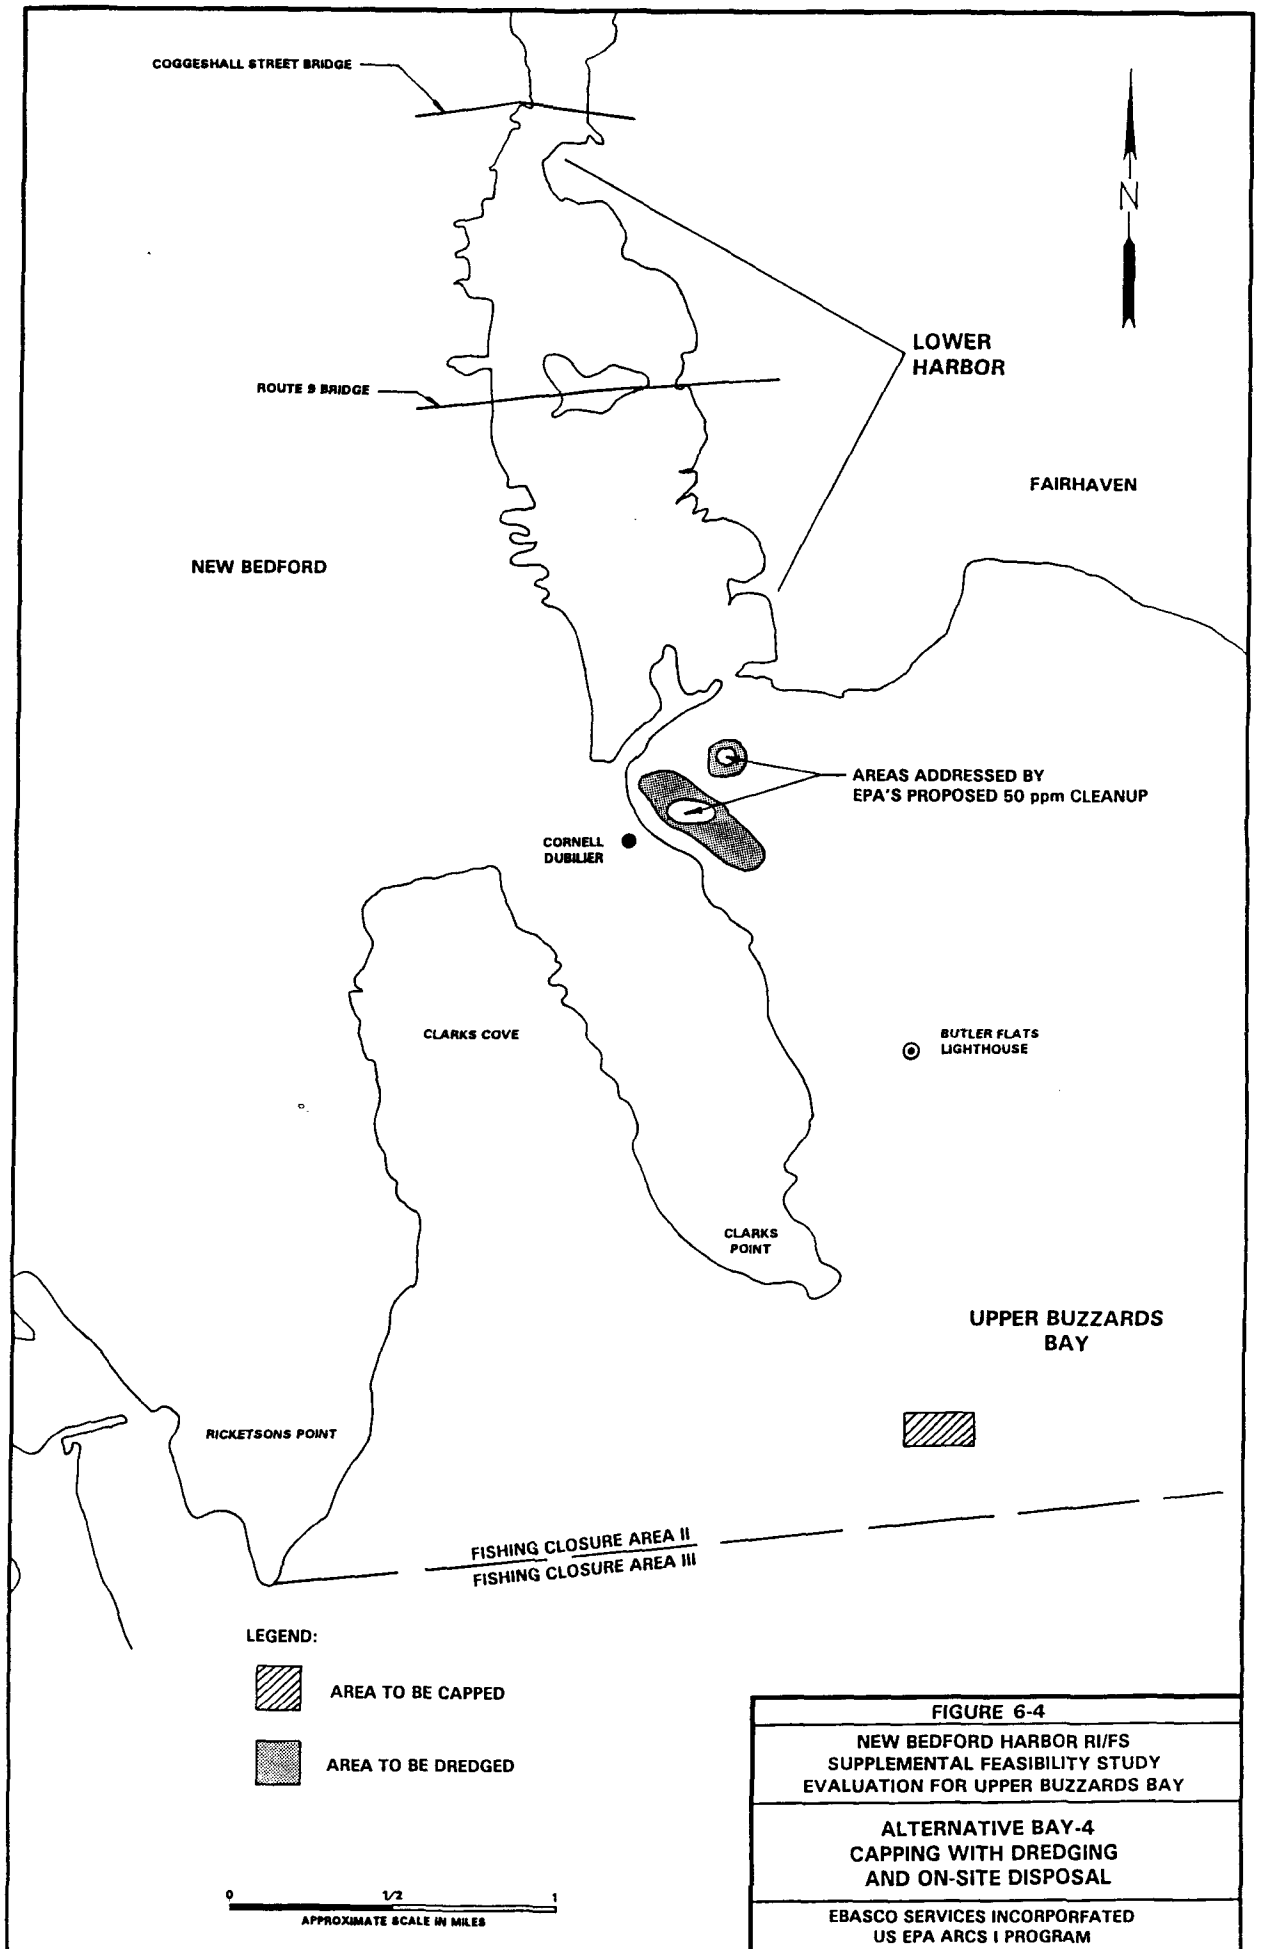 COGGESHALL STREET BRIDGE
N
LOWER
HARBOR
ROUTE 9 BRIDGE
FAIRHAVEN
NEW BEDFORD
AREAS ADDRESSED BY
EPA'S PROPOSED 50 ppm CLEANUP
CORNELL
DUBILIER
CLARKS COVE
BUTLER FLATS
LIGHTHOUSE
CLARKS
POINT
UPPER BUZZARDS
BAY
RICKETSONS POINT
FISHING CLOSURE AREA II
FISHING CLOSURE AREA III
LEGEND:
AREA TO BE CAPPED
AREA TO BE DREDGED
0 1/2 1
APPROXIMATE SCALE IN MILES
FIGURE 6-4
NEW BEDFORD HARBOR RI/FS
SUPPLEMENTAL FEASIBILITY STUDY
EVALUATION FOR UPPER BUZZARDS BAY
ALTERNATIVE BAY-4
CAPPING WITH DREDGING
AND ON-SITE DISPOSAL
EBASCO SERVICES INCORPORFATED
US EPA ARCS I PROGRAM